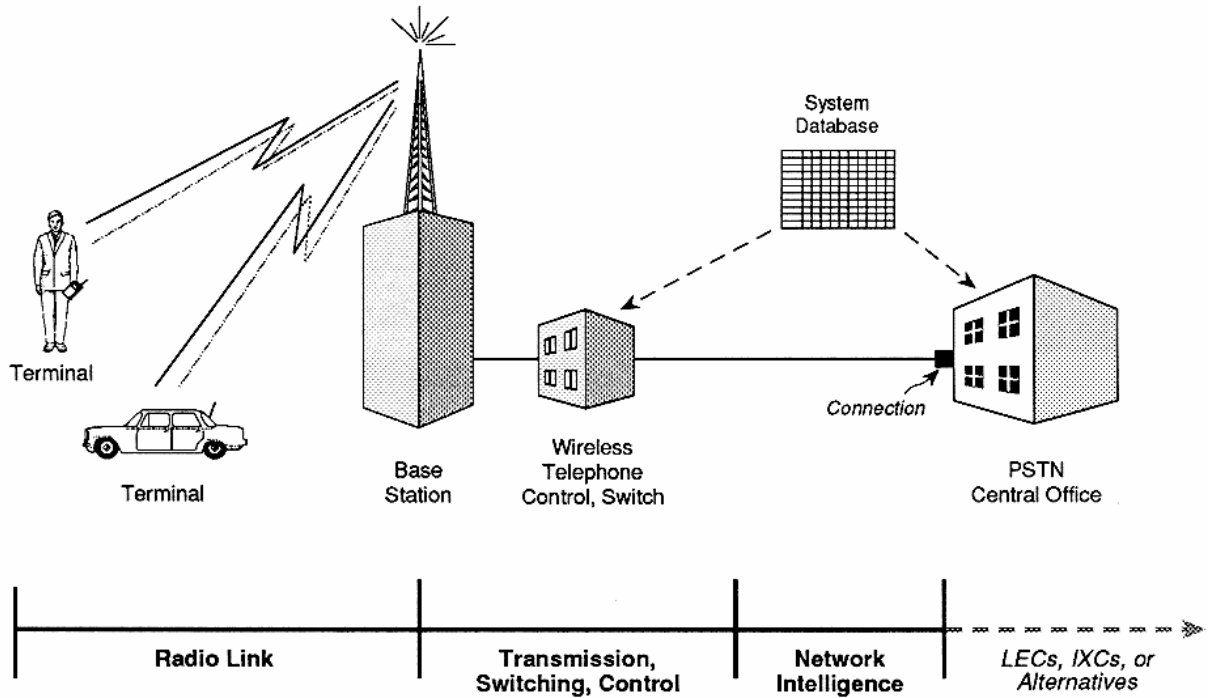 System
Database
Terminal
Terminal
Base
Station
Wireless
Telephone
Control, Switch
Connection
PSTN
Central Office
Radio Link
Transmission,
Switching, Control
Network
Intelligence
LECs, IXCs, or
Alternatives